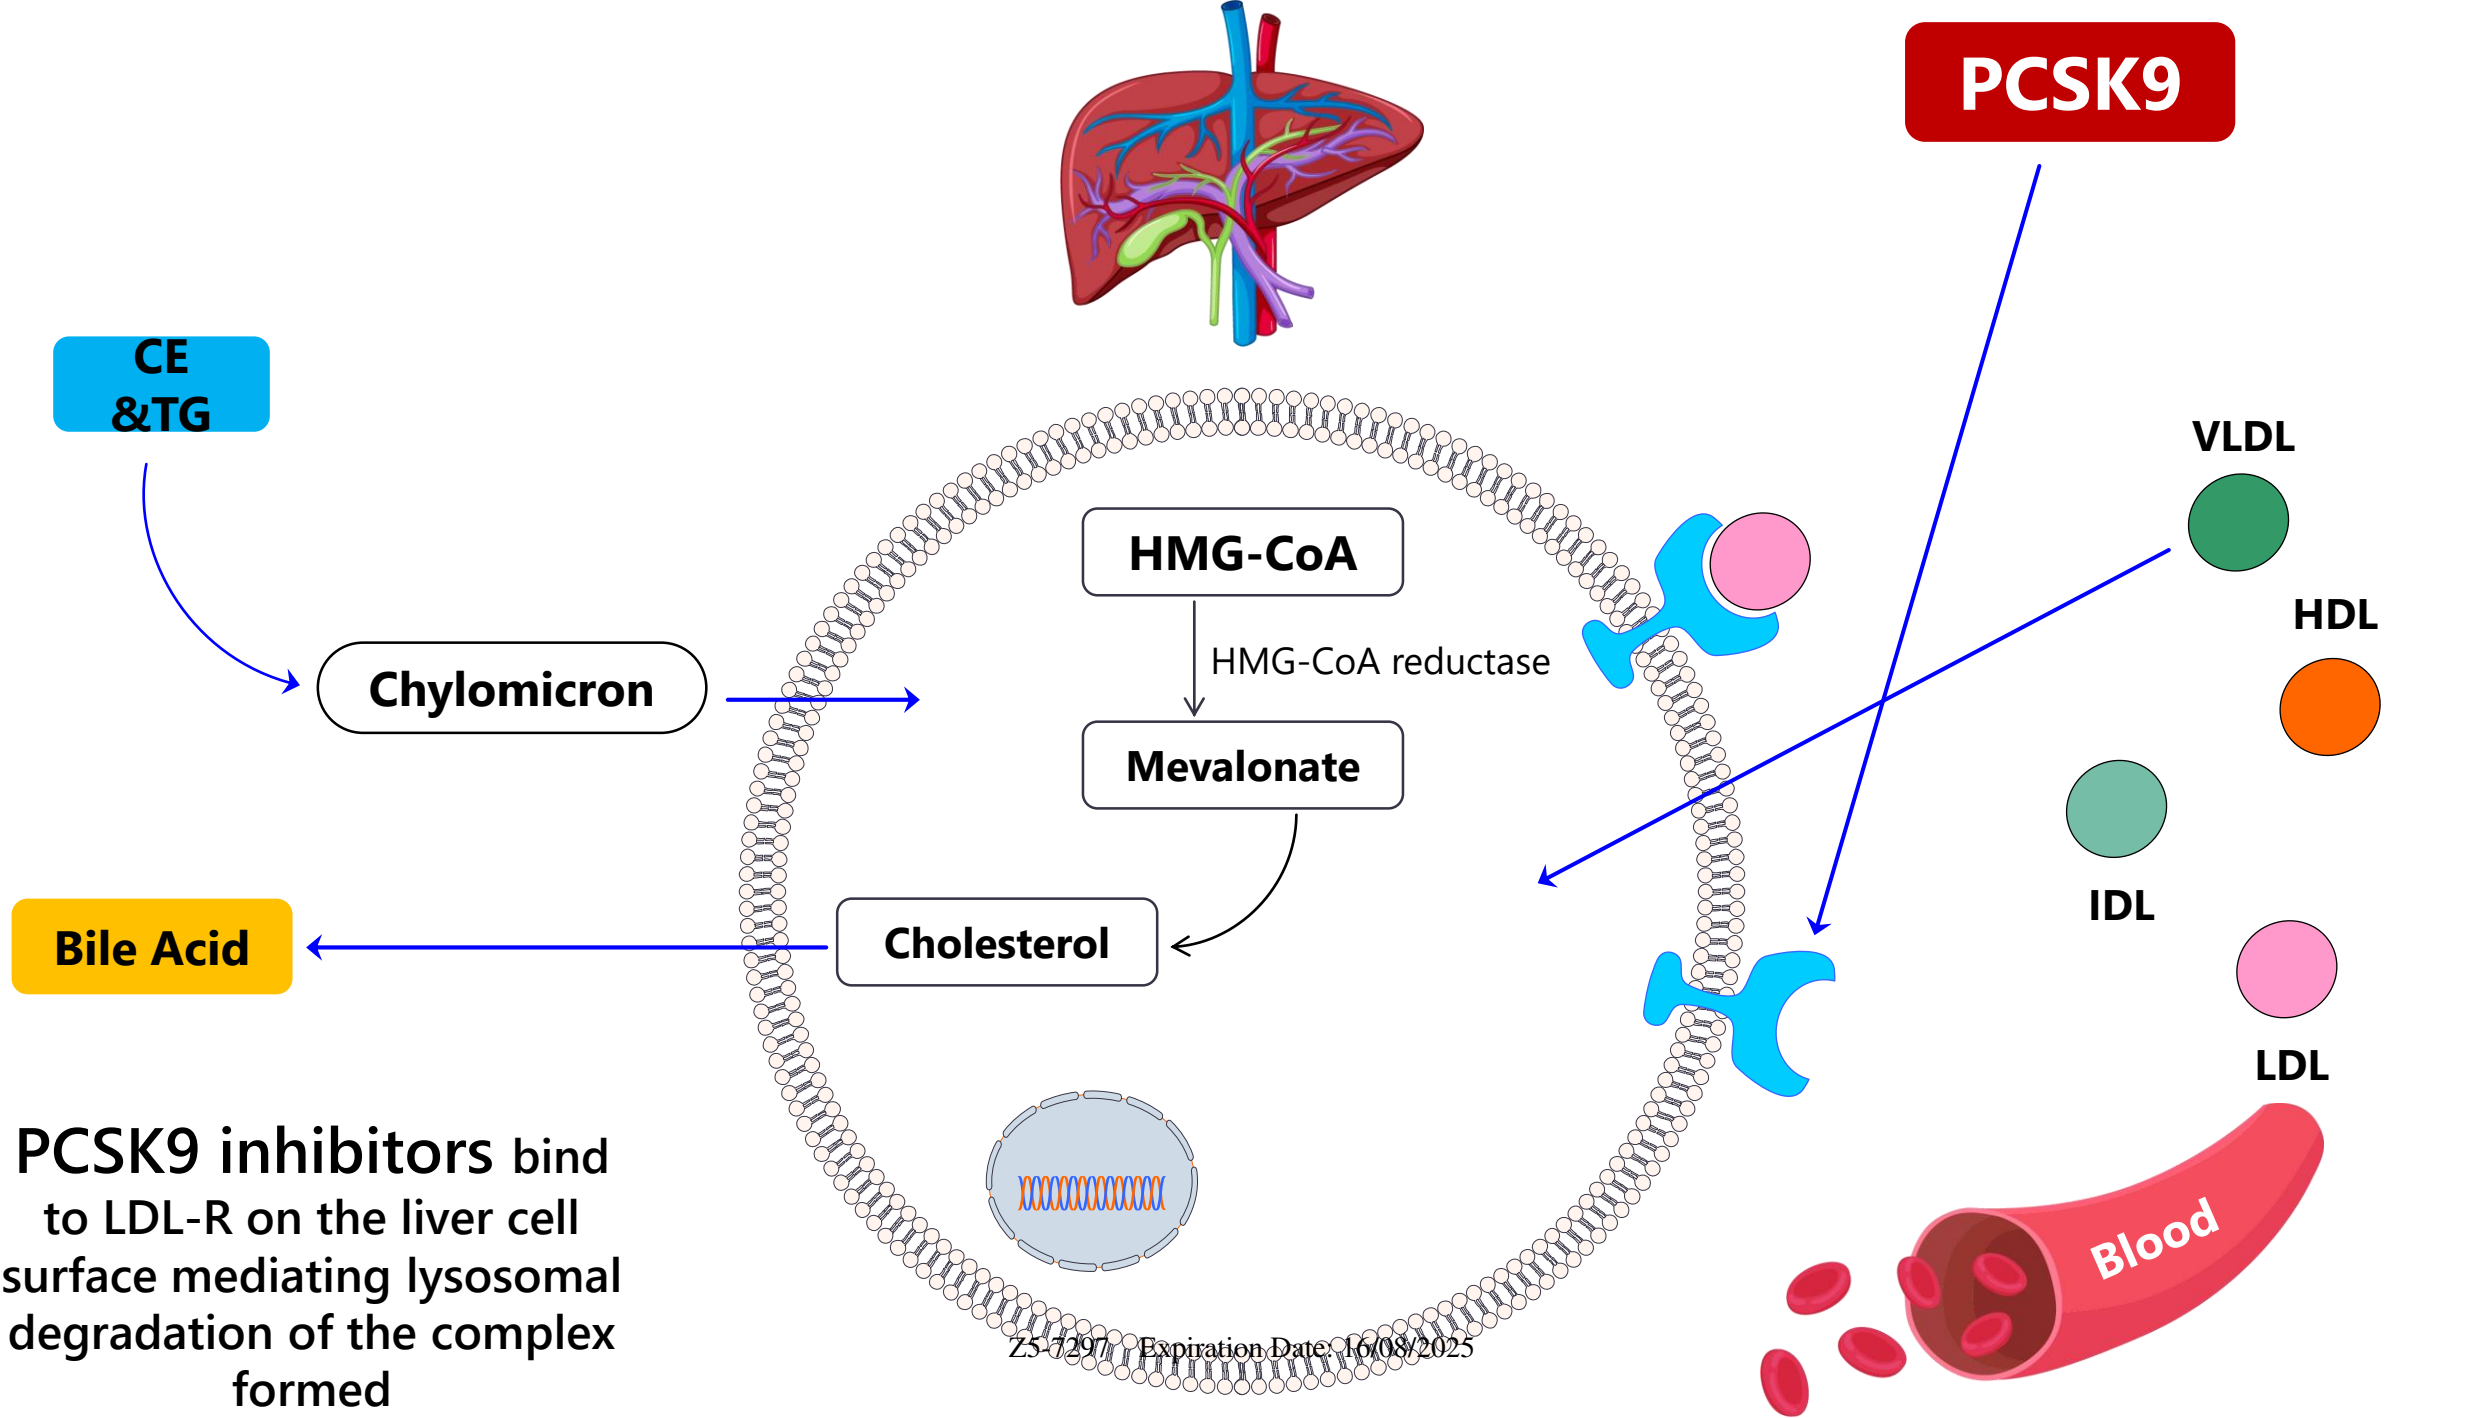 PCSK9
CE
&TG
VLDL
HMG-CoA
HDL
HMG-CoA reductase
Chylomicron
Mevalonate
IDL
Cholesterol
Bile Acid
LDL
PCSK9 inhibitors bind
to LDL-R on the liver cell
surface mediating lysosomal
degradation of the complex
formed
Blood
Z5-7297 Expiration Date: 16/08/2025